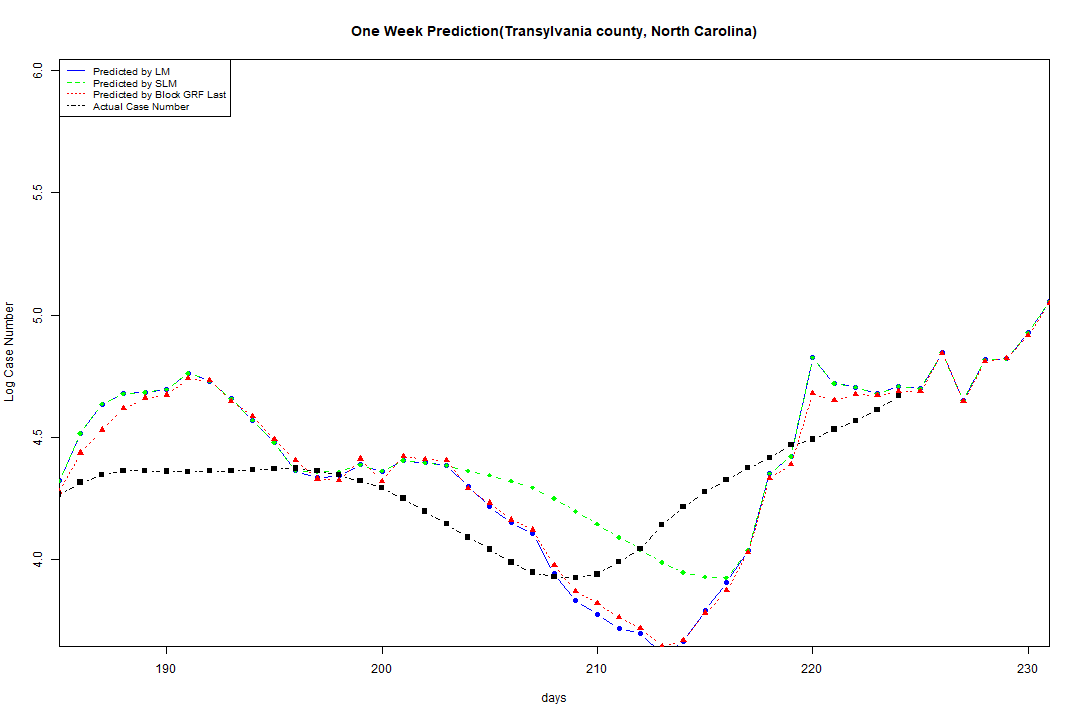 One Week Prediction(Transylvania county, North Carolina)
Predicted by LM
Predicted by SLM
Predicted by Block GRF Last
Actual Case Number
6.0
5.5
5.0
4.5
4.0
Log Case Number
190
200
210
220
230
days